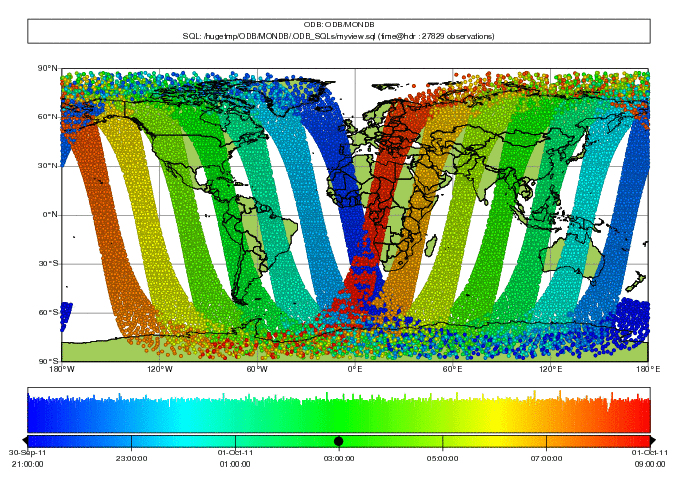 ODB: ODB/MONDB
SQL: /hugetmp/ODB/MONDB/.ODB_SQLs/myview.sql (time@hdr : 27829 observations)
90°N
60°N
30°N
0°N
30°S
60°S
90°S
180°W 120°W 60°W 0°E 60°E 120°E 180°E
30-Sep-11 01-Oct-11 01-Oct-11
21:00:00 23:00:00 01:00:00 03:00:00 05:00:00 07:00:00 09:00:00